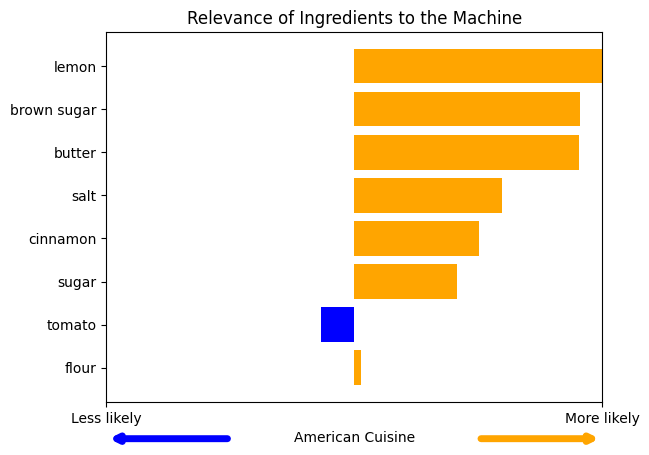 Relevance of Ingredients to the Machine
lemon
brown sugar
butter
salt
cinnamon
sugar
tomato
flour
Less likely
More likely
American Cuisine